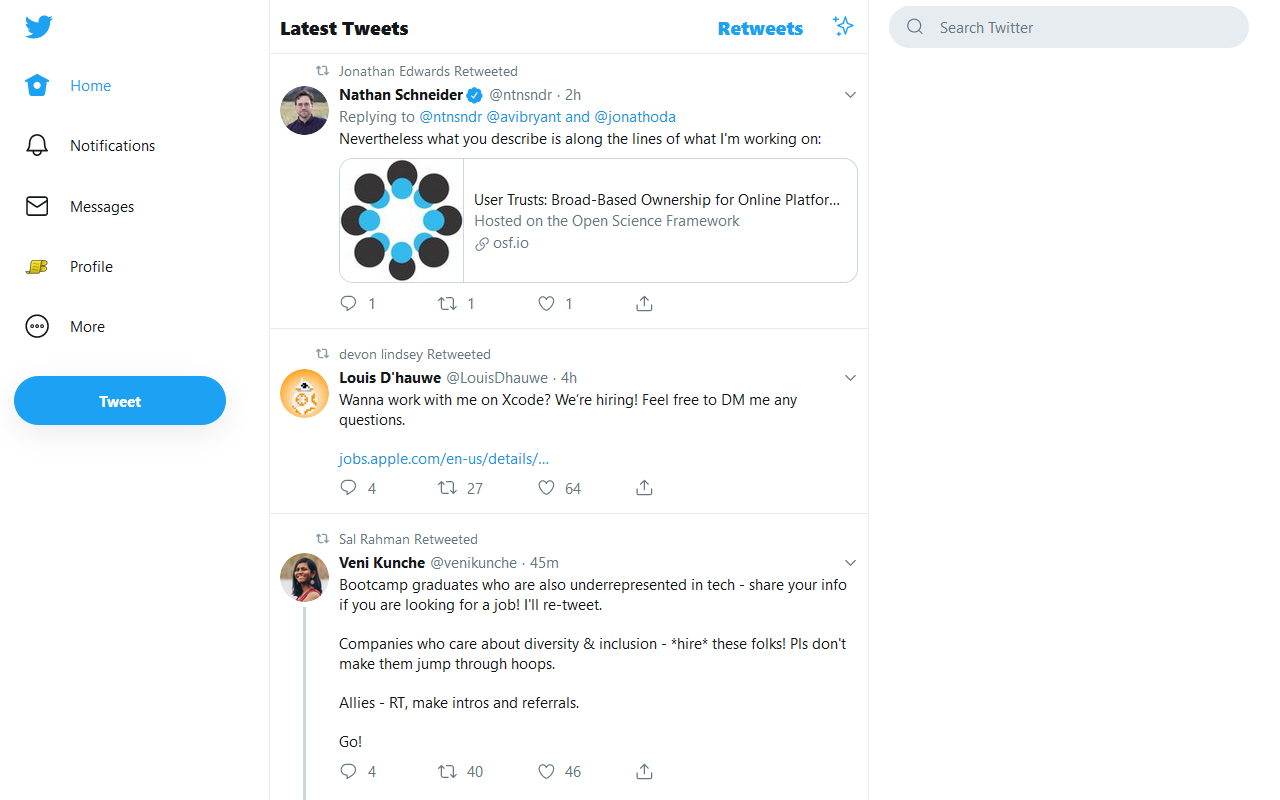 Home
Notifications
Messages
Profile
More
Tweet
Latest Tweets
Retweets
Search Twitter
Jonathan Edwards Retweeted
Nathan Schneider @ntnsndr · 2h
Replying to @ntnsndr @avibryant and @jonathoda
Nevertheless what you describe is along the lines of what I'm working on:
User Trusts: Broad-Based Ownership for Online Platfor...
Hosted on the Open Science Framework
osf.io
1 1 1
devon lindsey Retweeted
Louis D'hauwe @LouisDhauwe · 4h
Wanna work with me on Xcode? We’re hiring! Feel free to DM me any
questions.
jobs.apple.com/en-us/details/…
4 27 64
Sal Rahman Retweeted
Veni Kunche @venikunche · 45m
Bootcamp graduates who are also underrepresented in tech - share your info
if you are looking for a job! I'll re-tweet.
Companies who care about diversity & inclusion - *hire* these folks! Pls don't
make them jump through hoops.
Allies - RT, make intros and referrals.
Go!
4 40 46